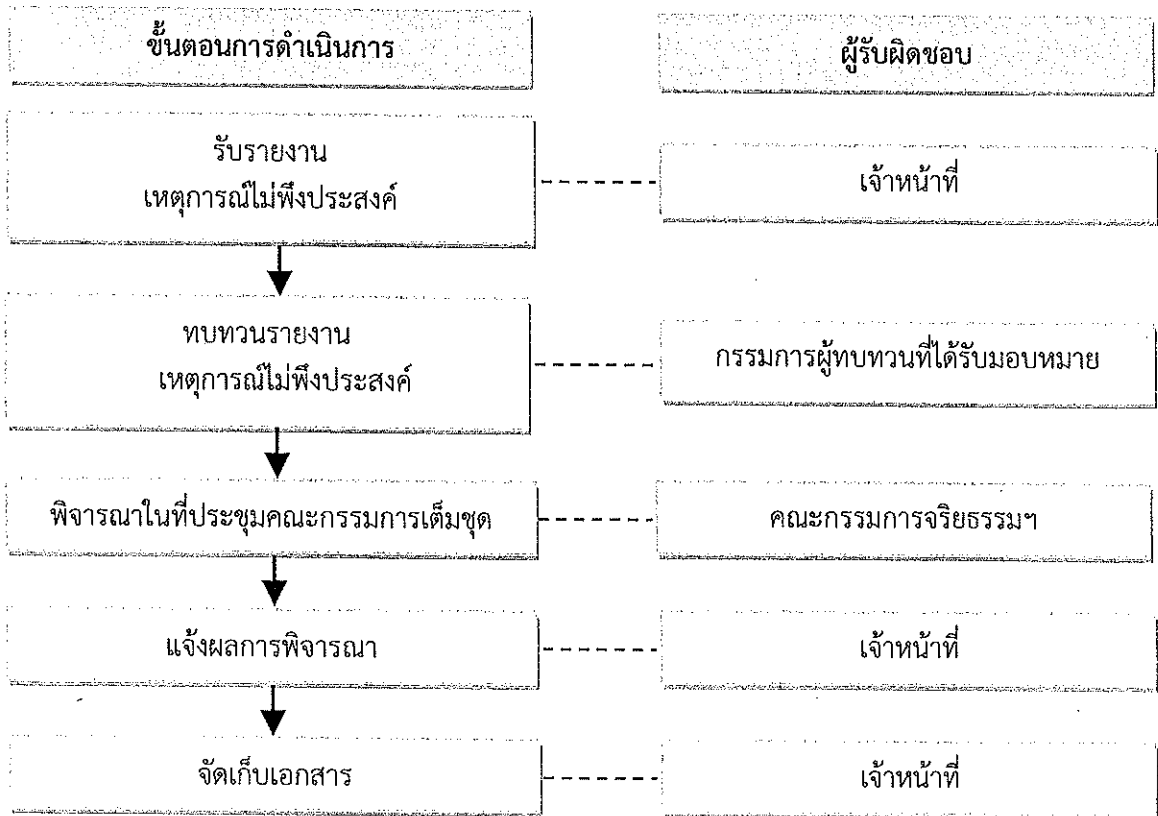 ขั้นตอนการดำเนินการ
ผู้รับผิดชอบ
รับรายงาน
เหตุการณ์ไม่พึงประสงค์
เจ้าหน้าที่
ทบทวนรายงาน
เหตุการณ์ไม่พึงประสงค์
กรรมการผู้ทบทวนที่ได้รับมอบหมาย
พิจารณาในที่ประชุมคณะกรรมการเต็มชุด
คณะกรรมการจริยธรรมฯ
แจ้งผลการพิจารณา
เจ้าหน้าที่
จัดเก็บเอกสาร
เจ้าหน้าที่